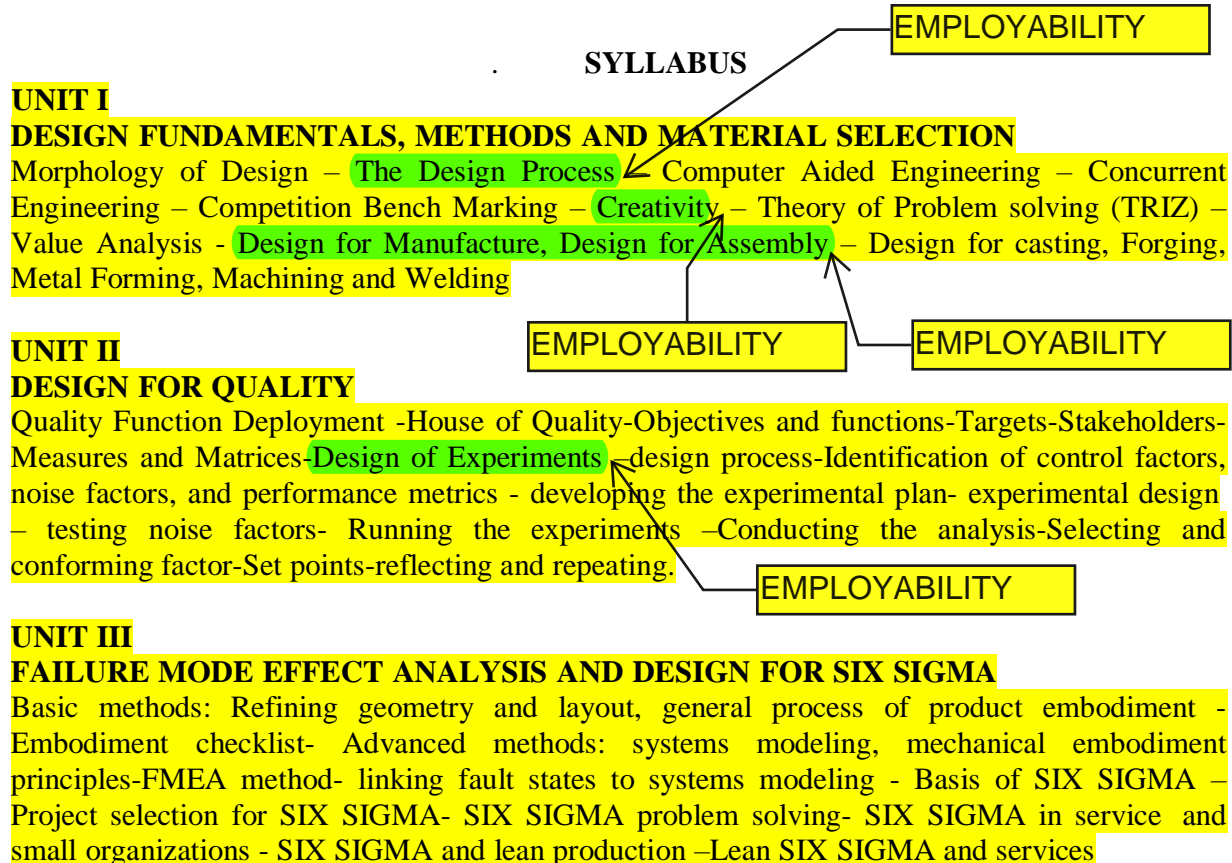 EMPLOYABILITY
. SYLLABUS
UNIT I
DESIGN FUNDAMENTALS, METHODS AND MATERIAL SELECTION
Morphology of Design – The Design Process – Computer Aided Engineering – Concurrent
Engineering – Competition Bench Marking – Creativity – Theory of Problem solving (TRIZ) –
Value Analysis - Design for Manufacture, Design for Assembly – Design for casting, Forging,
Metal Forming, Machining and Welding
EMPLOYABILITY
EMPLOYABILITY
UNIT II
DESIGN FOR QUALITY
Quality Function Deployment -House of Quality-Objectives and functions-Targets-Stakeholders-
Measures and Matrices-Design of Experiments –design process-Identification of control factors,
noise factors, and performance metrics - developing the experimental plan- experimental design
– testing noise factors- Running the experiments –Conducting the analysis-Selecting and
conforming factor-Set points-reflecting and repeating.
EMPLOYABILITY
UNIT III
FAILURE MODE EFFECT ANALYSIS AND DESIGN FOR SIX SIGMA
Basic methods: Refining geometry and layout, general process of product embodiment -
Embodiment checklist- Advanced methods: systems modeling, mechanical embodiment
principles-FMEA method- linking fault states to systems modeling - Basis of SIX SIGMA –
Project selection for SIX SIGMA- SIX SIGMA problem solving- SIX SIGMA in service and
small organizations - SIX SIGMA and lean production –Lean SIX SIGMA and services